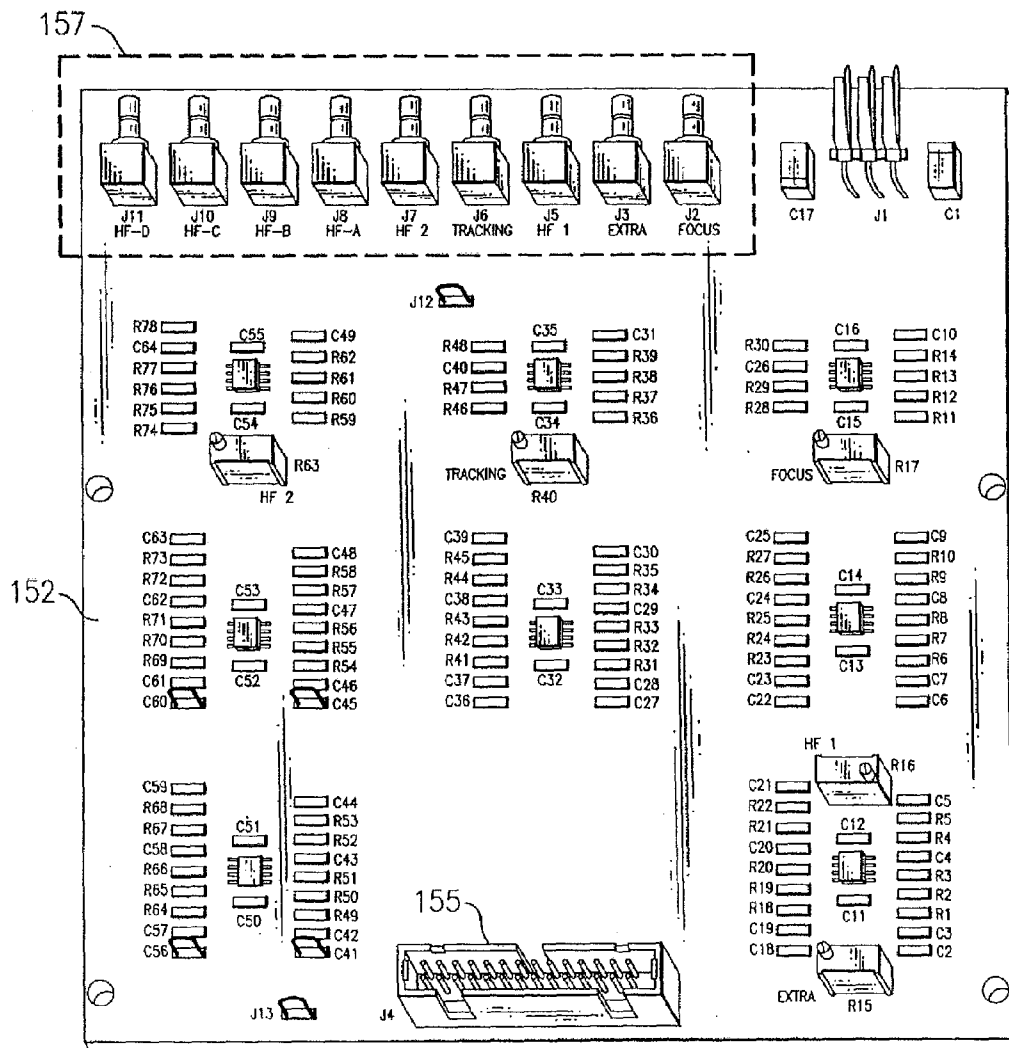 157
J11 J10 J9 J8 J7 J6 J5 J3 J2 C17 J1 C1
HF-D HF-C HF-B HF-A HF 2 TRACKING HF 1 EXTRA FOCUS
J12
R78 C55 C49 C35 C31 C16 C10
C64 R62 R48 R39 R30 R14
R77 R61 C40 R38 C26 R13
R76 R60 R47 R37 R29 R12
R75 R59 R46 R36 R28 R11
R74 C54 C34 C15
R63 TRACKING R40 FOCUS R17
HF 2
152
C63 C48 C39 C30 C25 C9
R73 R58 R45 R35 R27 R10
R72 R57 R44 R34 R26 C14 R9
C62 C53 C47 C38 C33 C29 C24 C8
R71 R56 R43 R33 R25 R8
R70 R55 R42 R32 R24 R7
R69 C52 R54 R41 C32 R31 R23 C13 R6
C61 C46 C37 C28 C23 C7
C60 C45 C36 C27 C22 C6
HF 1
R16
C59 C44 C21 C5
R68 R53 R22 R5
R67 C51 R52 R21 C12 R4
C58 C43 C20 C4
R66 R51 R20 R3
R65 R50 R19 R2
R64 C50 R49 155 R18 C11 R1
C57 C42 C19 C3
C56 C41 C18 C2
J13 J4 EXTRA R15